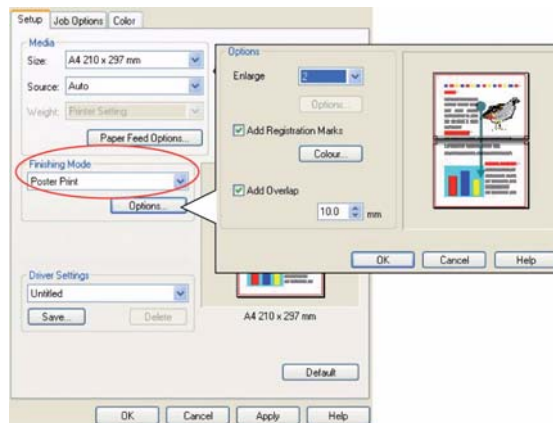 Setup
Job Options
Color
Media
Size: A4 210 x 297 mm
Source: Auto
Weight: Printer Setting
Paper Feed Options...
Finishing Mode
Poster Print
Options...
Driver Settings
Untitled
Save...
Delete
A4 210 x 297 mm
Default
OK
Cancel
Apply
Help
Options
Enlarge 2
Options...
Add Registration Marks
Colour...
Add Overlap
10.0 mm
OK
Cancel
Help